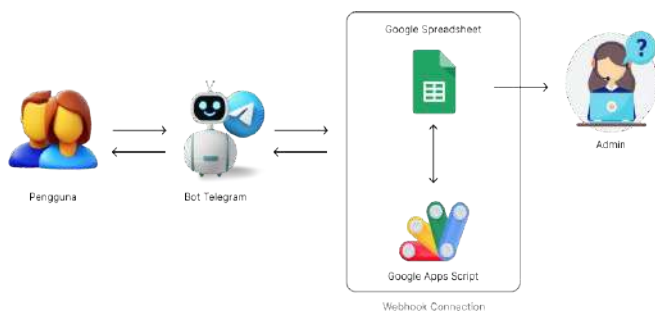 Google Spreadsheet
Admin
Pengguna
Bot Telegram
Google Apps Script
Webhook Connection